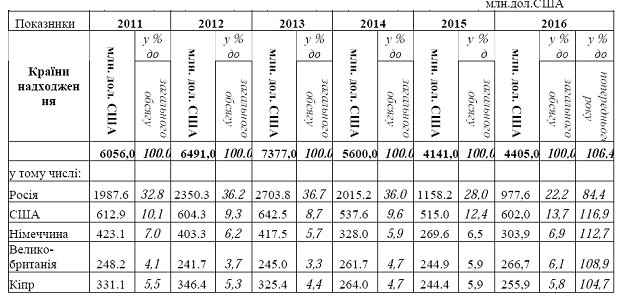 млн.дол.США
Показники 2011 2012 2013 2014 2015 2016
Країни надходження млн. дол. США у % до загального обсягу млн. дол. США у % до загального обсягу млн. дол. США у % до загального обсягу млн. дол. США у % до загального обсягу млн. дол. США у % д загального обсягу млн. дол. США у % до загального обсягу у % до попереднього року
6056,0 100.0 6491,0 100.0 7377,0 100.0 5600,0 100.0 4141,0 100,0 4405,0 100.0 106,4
у тому числі:
Росія 1987.6 32.8 2350.3 36.2 2703.8 36.7 2015.2 36.0 1158.2 28,0 977,6 22,2 84,4
США 612.9 10,1 604.3 9,3 642.5 8,7 537.6 9,6 515.0 12,4 602,0 13,7 116,9
Німеччина 423.1 7.0 403.3 6,2 417.5 5,7 328.0 5,9 269.6 6,5 303,9 6,9 112,7
Велико-
британія 248.2 4,1 241.7 3,7 245.0 3,3 261.7 4,7 244.9 5,9 266,7 6,1 108,9
Кіпр 331.1 5,5 346.4 5,3 325.4 4,4 264.0 4,7 244.4 5,9 255,9 5,8 104,7